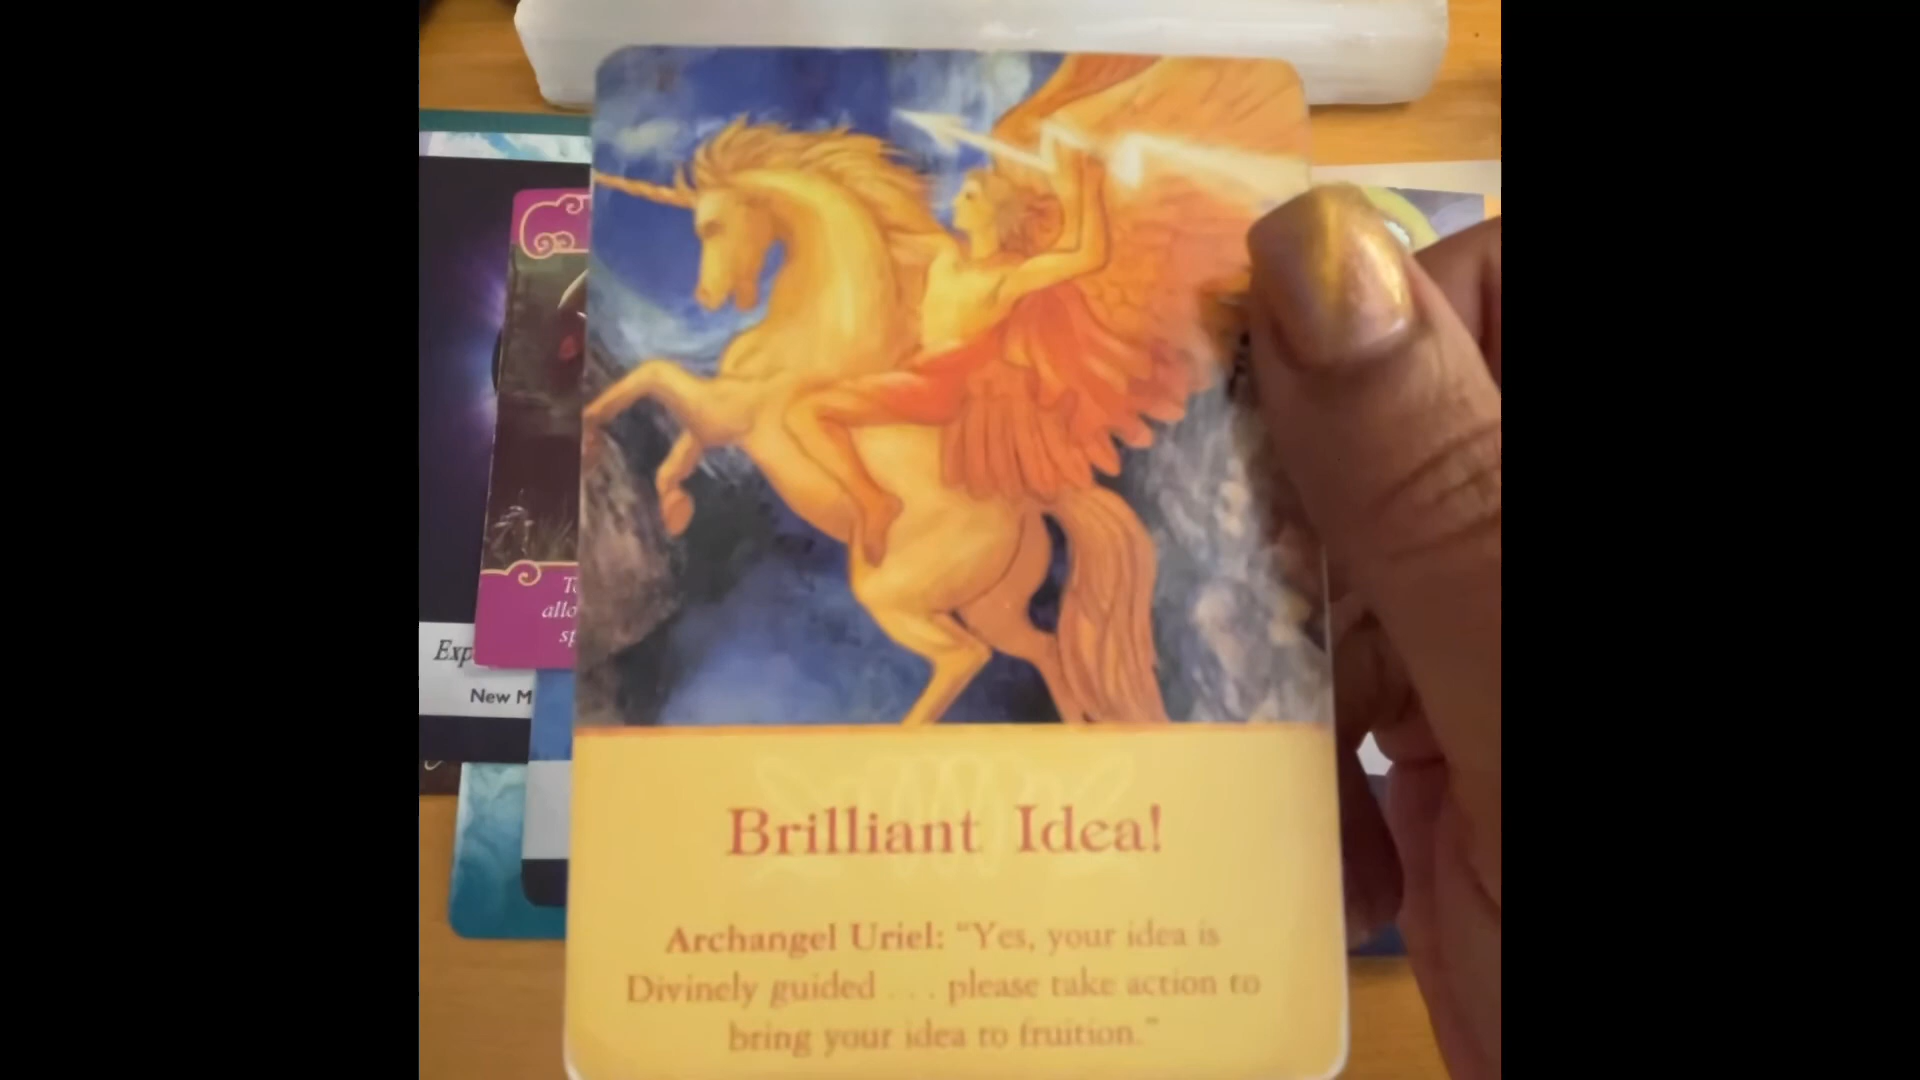 Brilliant Idea!
Archangel Uriel: "Yes, your idea is
Divinely guided . . . please take action to
bring your idea to fruition."
Exp
New M
allo
sp